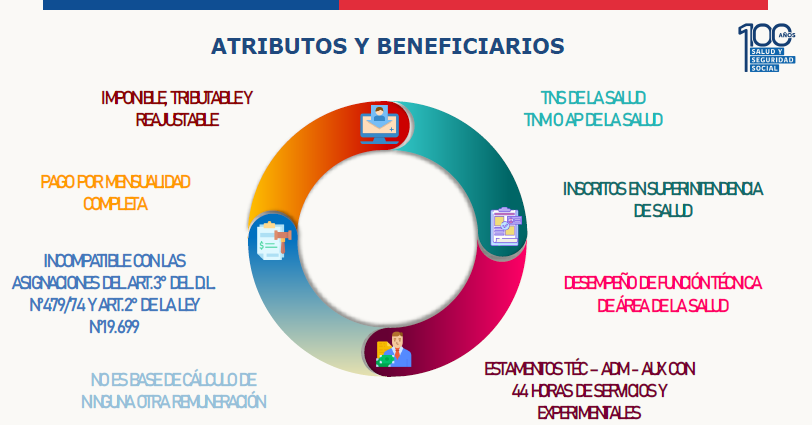 ATRIBUTOS Y BENEFICIARIOS
100 AÑOS
SALUD Y
SEGURIDAD
SOCIAL
IMPONIBLE, TRIBUTABLE Y
REAJUSTABLE
PAGO POR MENSUALIDAD
COMPLETA
INCOMPATIBLE CON LAS
ASIGNACIONES DEL ART.3° DEL D.L.
N°479/74 Y ART.2° DE LA LEY
N°19.699
NO ES BASE DE CÁLCULO DE
NINGUNA OTRA REMUNERACIÓN
TNS DE LA SALUD
TNM O AP DE LA SALUD
INSCRITOS EN SUPERINTENDENCIA
DE SALUD
DESEMPEÑO DE FUNCIÓN TÉCNICA
DE ÁREA DE LA SALUD
ESTAMENTOS TÉC – ADM – AUX CON
44 HORAS DE SERVICIOS Y
EXPERIMENTALES